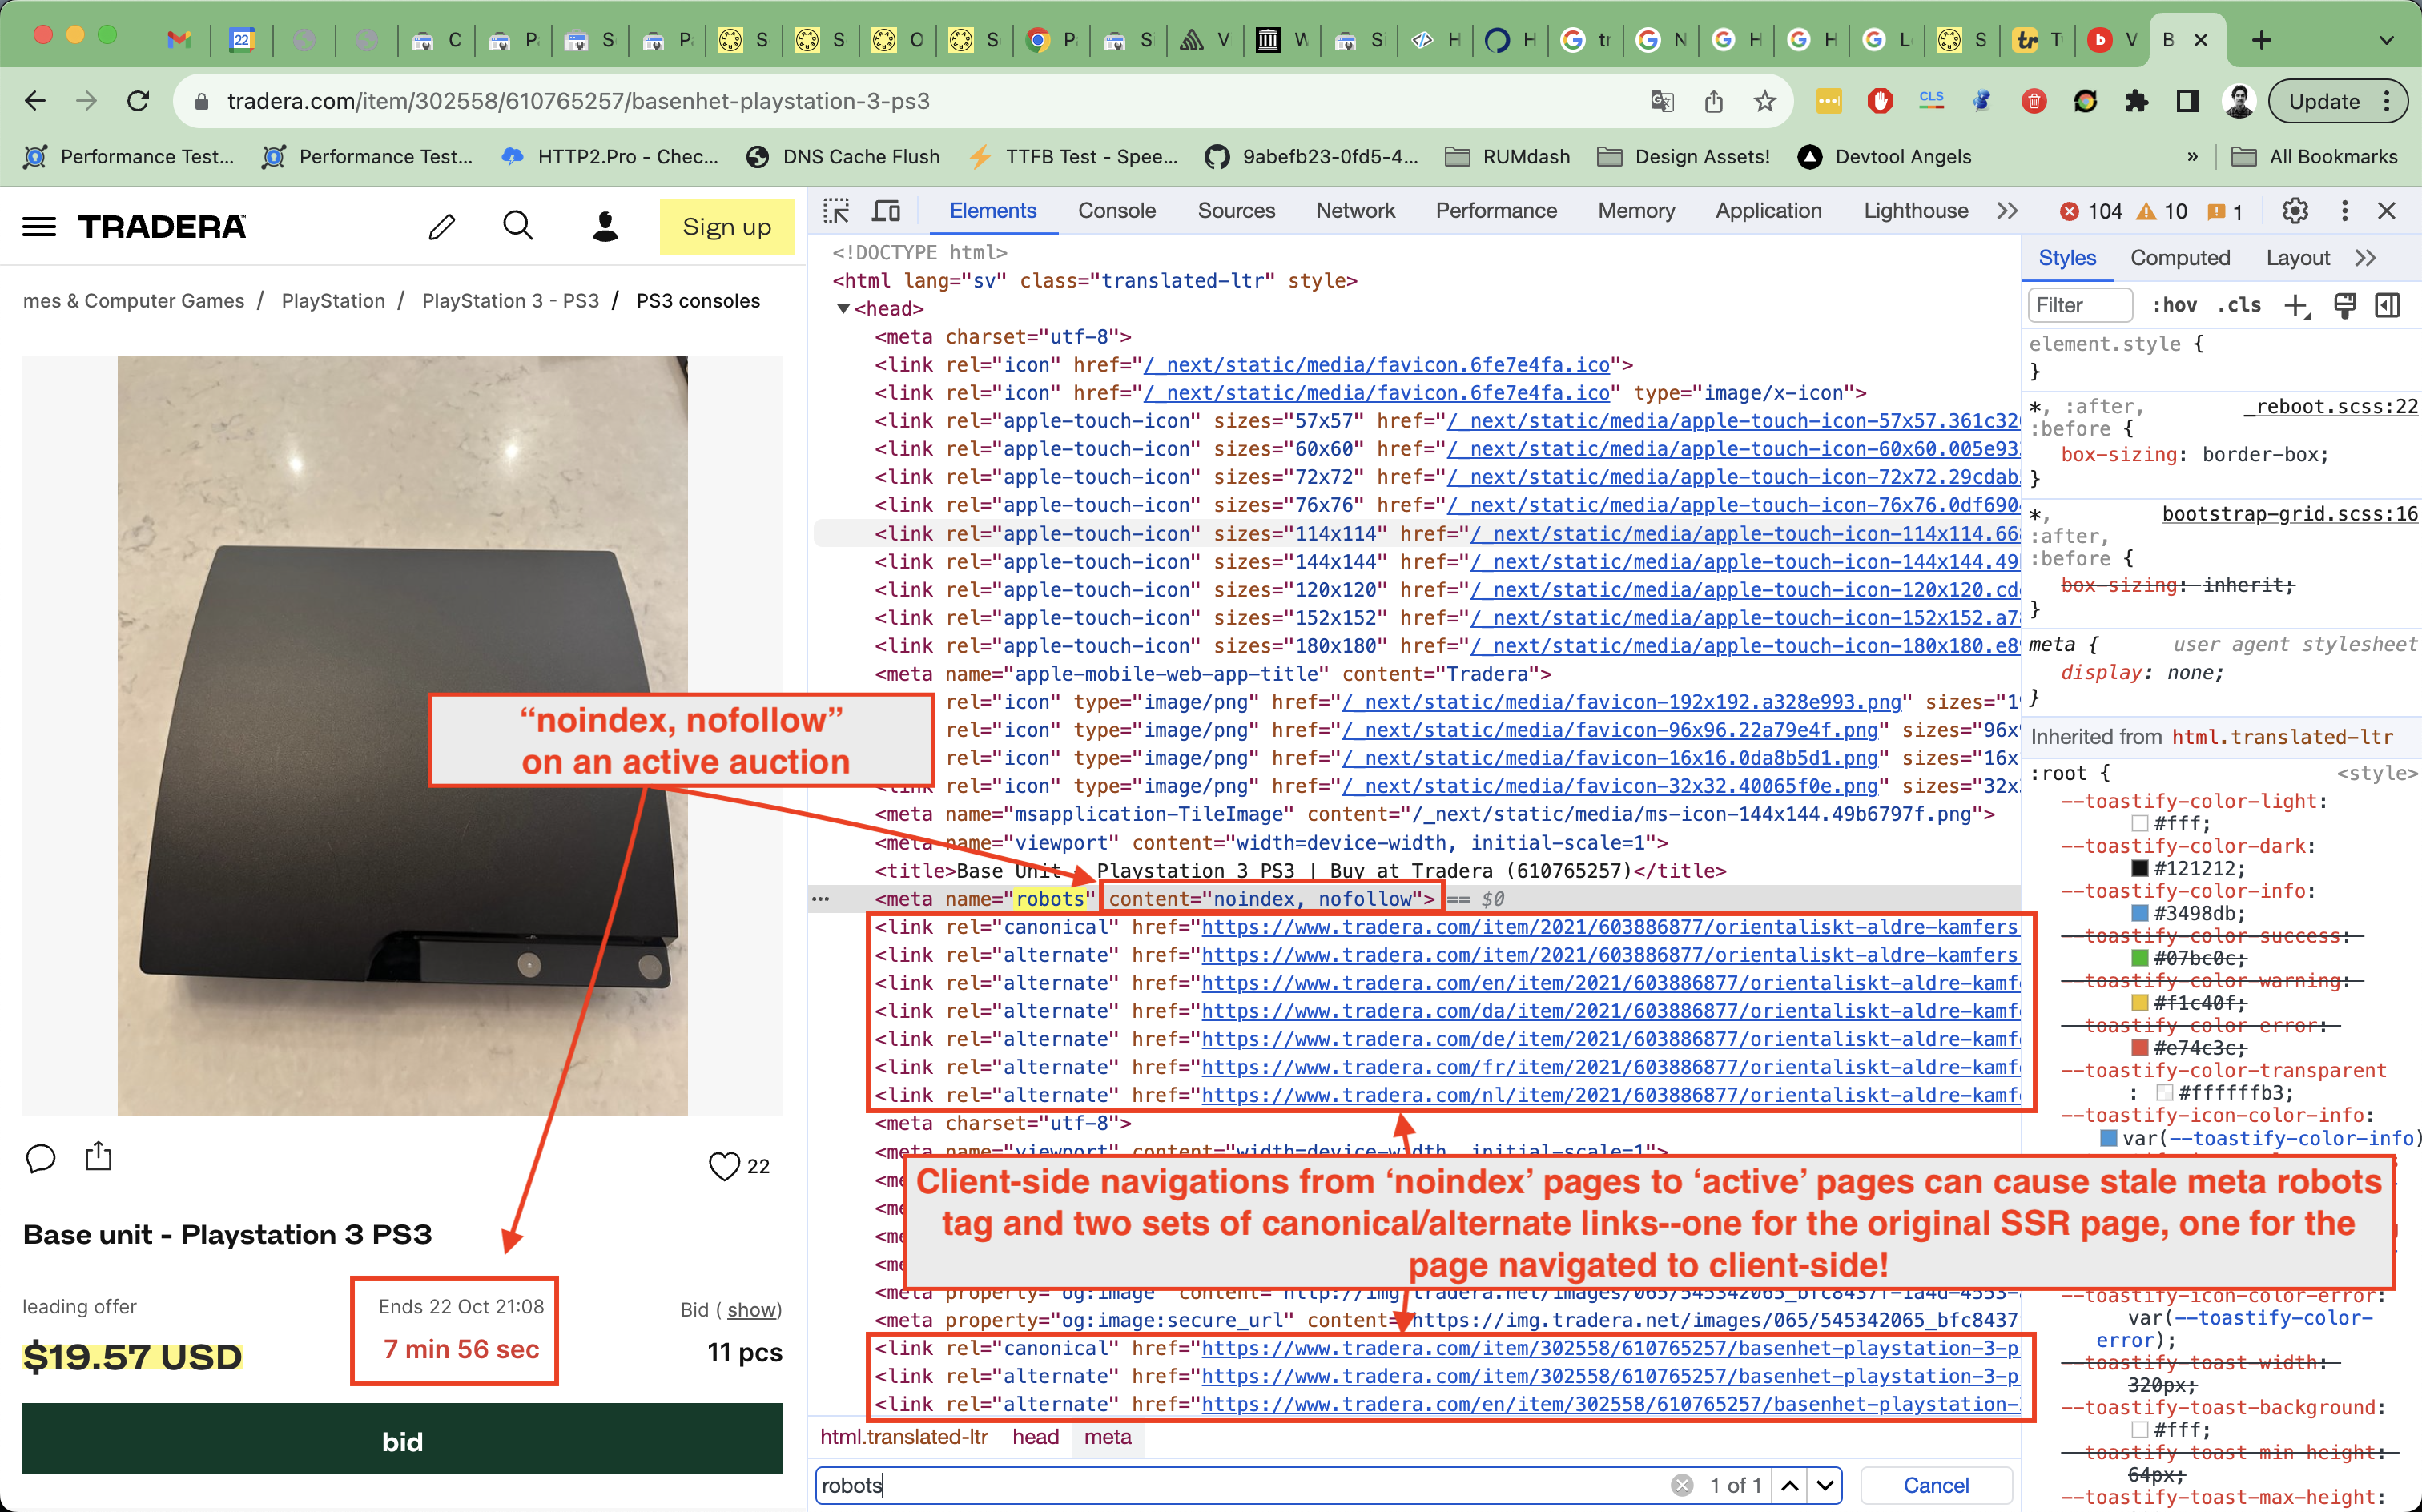 22
C
P
S
P
S
S
O
S
P
S
V
W
S
H
H
tr
N
H
H
L
S
tr
T
b
V
B
tradera.com/item/302558/610765257/basenhet-playstation-3-ps3
CLS
Update
Performance Test...
Performance Test...
HTTP2.Pro - Chec...
DNS Cache Flush
TTFB Test - Spee...
9abefb23-0fd5-4...
RUMdash
Design Assets!
Devtool Angels
»
All Bookmarks
TRADERA
Sign up
mes & Computer Games / PlayStation / PlayStation 3 - PS3 / PS3 consoles
22
Base unit - Playstation 3 PS3
leading offer
$19.57 USD
Ends 22 Oct 21:08
7 min 56 sec
Bid ( show)
11 pcs
bid
“noindex, nofollow”
on an active auction
Elements Console Sources Network Performance Memory Application Lighthouse
104 10 1
<!DOCTYPE html>
<html lang="sv" class="translated-ltr" style>
▼<head>
<meta charset="utf-8">
<link rel="icon" href="/_next/static/media/favicon.6fe7e4fa.ico">
<link rel="icon" href="/_next/static/media/favicon.6fe7e4fa.ico" type="image/x-icon">
<link rel="apple-touch-icon" sizes="57x57" href="/_next/static/media/apple-touch-icon-57x57.361c32
<link rel="apple-touch-icon" sizes="60x60" href="/_next/static/media/apple-touch-icon-60x60.005e93
<link rel="apple-touch-icon" sizes="72x72" href="/_next/static/media/apple-touch-icon-72x72.29cdab
<link rel="apple-touch-icon" sizes="76x76" href="/_next/static/media/apple-touch-icon-76x76.0df690
<link rel="apple-touch-icon" sizes="114x114" href="/_next/static/media/apple-touch-icon-114x114.66
<link rel="apple-touch-icon" sizes="144x144" href="/_next/static/media/apple-touch-icon-144x144.49
<link rel="apple-touch-icon" sizes="120x120" href="/_next/static/media/apple-touch-icon-120x120.cd
<link rel="apple-touch-icon" sizes="152x152" href="/_next/static/media/apple-touch-icon-152x152.a7
<link rel="apple-touch-icon" sizes="180x180" href="/_next/static/media/apple-touch-icon-180x180.e8
<meta name="apple-mobile-web-app-title" content="Tradera">
rel="icon" type="image/png" href="/_next/static/media/favicon-192x192.a328e993.png" sizes="1
rel="icon" type="image/png" href="/_next/static/media/favicon-96x96.22a79e4f.png" sizes="96x
rel="icon" type="image/png" href="/_next/static/media/favicon-16x16.0da8b5d1.png" sizes="16x
<link rel="icon" type="image/png" href="/_next/static/media/favicon-32x32.40065f0e.png" sizes="32x
<meta name="msapplication-TileImage" content="/_next/static/media/ms-icon-144x144.49b6797f.png">
<meta name="viewport" content="width=device-width, initial-scale=1">
<title>Base Unit - Playstation 3 PS3 | Buy at Tradera (610765257)</title>
••• <meta name="robots" content="noindex, nofollow"> == $0
<link rel="canonical" href="https://www.tradera.com/item/2021/603886877/orientaliskt-aldre-kamfers
<link rel="alternate" href="https://www.tradera.com/item/2021/603886877/orientaliskt-aldre-kamfers
<link rel="alternate" href="https://www.tradera.com/en/item/2021/603886877/orientaliskt-aldre-kamf
<link rel="alternate" href="https://www.tradera.com/da/item/2021/603886877/orientaliskt-aldre-kamf
<link rel="alternate" href="https://www.tradera.com/de/item/2021/603886877/orientaliskt-aldre-kamf
<link rel="alternate" href="https://www.tradera.com/fr/item/2021/603886877/orientaliskt-aldre-kamf
<link rel="alternate" href="https://www.tradera.com/nl/item/2021/603886877/orientaliskt-aldre-kamf
<meta charset="utf-8">
<meta name="viewport" content="width=device-width, initial-scale=1">
<me
<me
<me
<me
Client-side navigations from ‘noindex’ pages to ‘active’ pages can cause stale meta robots
tag and two sets of canonical/alternate links--one for the original SSR page, one for the
page navigated to client-side!
<meta property="og:image" content="http://img.tradera.net/images/065/545342065_bfc8437f-1a4d-4553-
<meta property="og:image:secure_url" content="https://img.tradera.net/images/065/545342065_bfc8437
<link rel="canonical" href="https://www.tradera.com/item/302558/610765257/basenhet-playstation-3-p
<link rel="alternate" href="https://www.tradera.com/item/302558/610765257/basenhet-playstation-3-p
<link rel="alternate" href="https://www.tradera.com/en/item/302558/610765257/basenhet-playstation-
html.translated-ltr head meta
robots
1 of 1
Cancel
Styles Computed Layout
Filter :hov .cls
element.style {
}
*, :after, _reboot.scss:22
:before {
box-sizing: border-box;
}
*, bootstrap-grid.scss:16
:after,
:before {
box-sizing: inherit;
}
meta { user agent stylesheet
display: none;
}
Inherited from html.translated-ltr
:root { <style>
--toastify-color-light:
#fff;
--toastify-color-dark:
#121212;
--toastify-color-info:
#3498db;
--toastify-color-success:
#07bc0c;
--toastify-color-warning:
#f1c40f;
--toastify-color-error:
#e74c3c;
--toastify-color-transparent
: #ffffffb3;
--toastify-icon-color-info:
var(--toastify-color-info)
--toastify-icon-color-error:
var(--toastify-color-
error);
--toastify-toast-width:
320px;
--toastify-toast-background:
#fff;
--toastify-toast-min-height:
64px;
--toastify-toast-max-height: